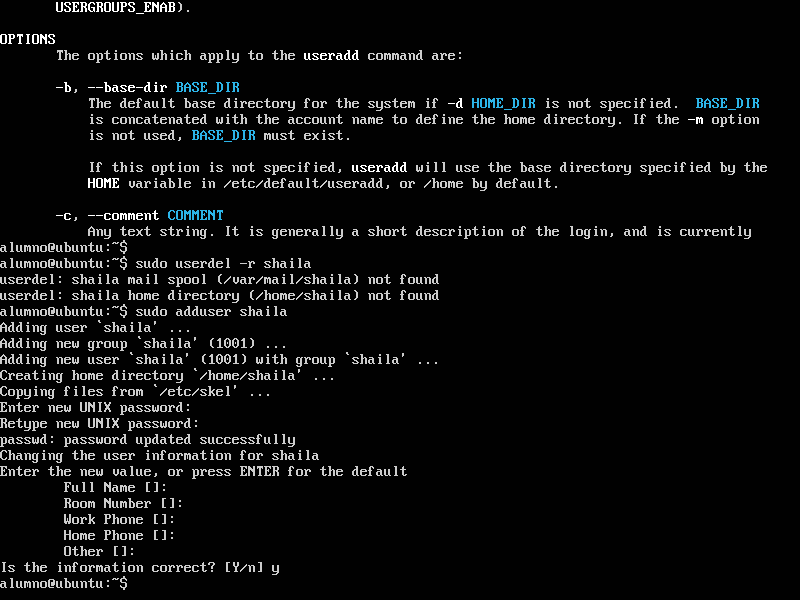 USERGROUPS_ENAB).
OPTIONS
The options which apply to the useradd command are:
-b, --base-dir BASE_DIR
The default base directory for the system if -d HOME_DIR is not specified.  BASE_DIR
is concatenated with the account name to define the home directory. If the -m option
is not used, BASE_DIR must exist.
If this option is not specified, useradd will use the base directory specified by the
HOME variable in /etc/default/useradd, or /home by default.
-c, --comment COMMENT
Any text string. It is generally a short description of the login, and is currently
alumno@ubuntu:~$
alumno@ubuntu:~$ sudo userdel -r shaila
userdel: shaila mail spool (/var/mail/shaila) not found
userdel: shaila home directory (/home/shaila) not found
alumno@ubuntu:~$ sudo adduser shaila
Adding user `shaila' ...
Adding new group `shaila' (1001) ...
Adding new user `shaila' (1001) with group `shaila' ...
Creating home directory `/home/shaila' ...
Copying files from `/etc/skel' ...
Enter new UNIX password:
Retype new UNIX password:
passwd: password updated successfully
Changing the user information for shaila
Enter the new value, or press ENTER for the default
Full Name []:
Room Number []:
Work Phone []:
Home Phone []:
Other []:
Is the information correct? [Y/n] y
alumno@ubuntu:~$